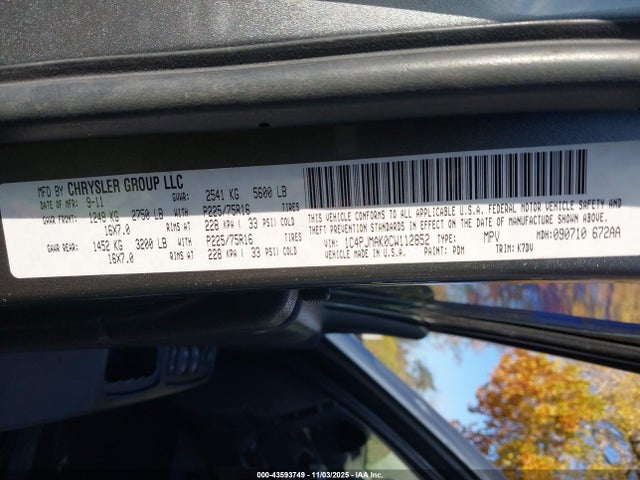 MFD BY CHRYSLER GROUP LLC
DATE OF MFR: 9-11 GVWR: 2541 KG 5600 LB
GAWR FRONT: 1248 KG 2750 LB WITH P225/75R16 TIRES
16X7.0 RIMS AT 228 KPA ( 33 PSI) COLD
GAWR REAR: 1452 KG 3200 LB WITH P225/75R16 TIRES
16X7.0 RIMS AT 228 KPA ( 33 PSI) COLD
THIS VEHICLE CONFORMS TO ALL APPLICABLE U.S.A. FEDERAL MOTOR VEHICLE SAFETY AND
THEFT PREVENTION STANDARDS IN EFFECT ON THE DATE OF MANUFACTURE SHOWN ABOVE.
VIN: 1C4PJMAK0CW112852 TYPE: MPV MDH: 090710 672AA
VEHICLE MADE IN U.S.A. PAINT: PDM TRIM: K7DV
00-43593749 | 11/03/2025 - IAAI.COM